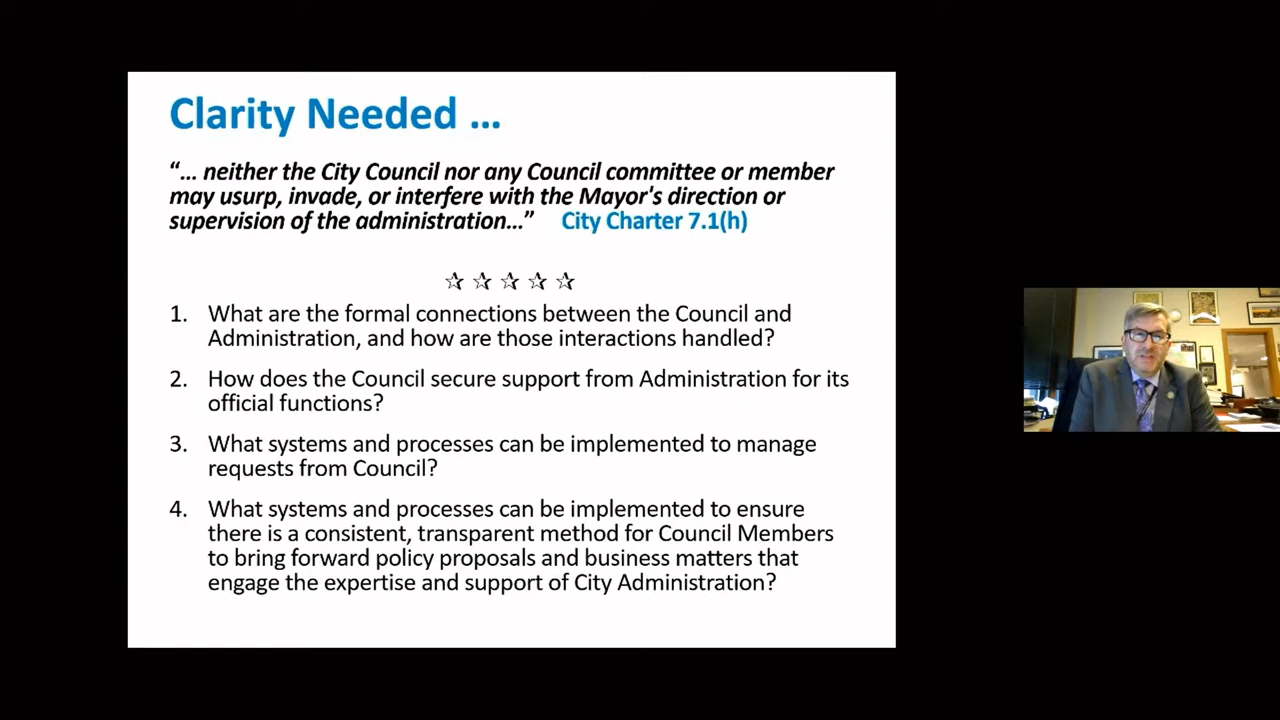 Clarity Needed ...
“... neither the City Council nor any Council committee or member
may usurp, invade, or interfere with the Mayor's direction or
supervision of the administration...” City Charter 7.1(h)
☆ ☆ ☆ ☆ ☆
1. What are the formal connections between the Council and
Administration, and how are those interactions handled?
2. How does the Council secure support from Administration for its
official functions?
3. What systems and processes can be implemented to manage
requests from Council?
4. What systems and processes can be implemented to ensure
there is a consistent, transparent method for Council Members
to bring forward policy proposals and business matters that
engage the expertise and support of City Administration?